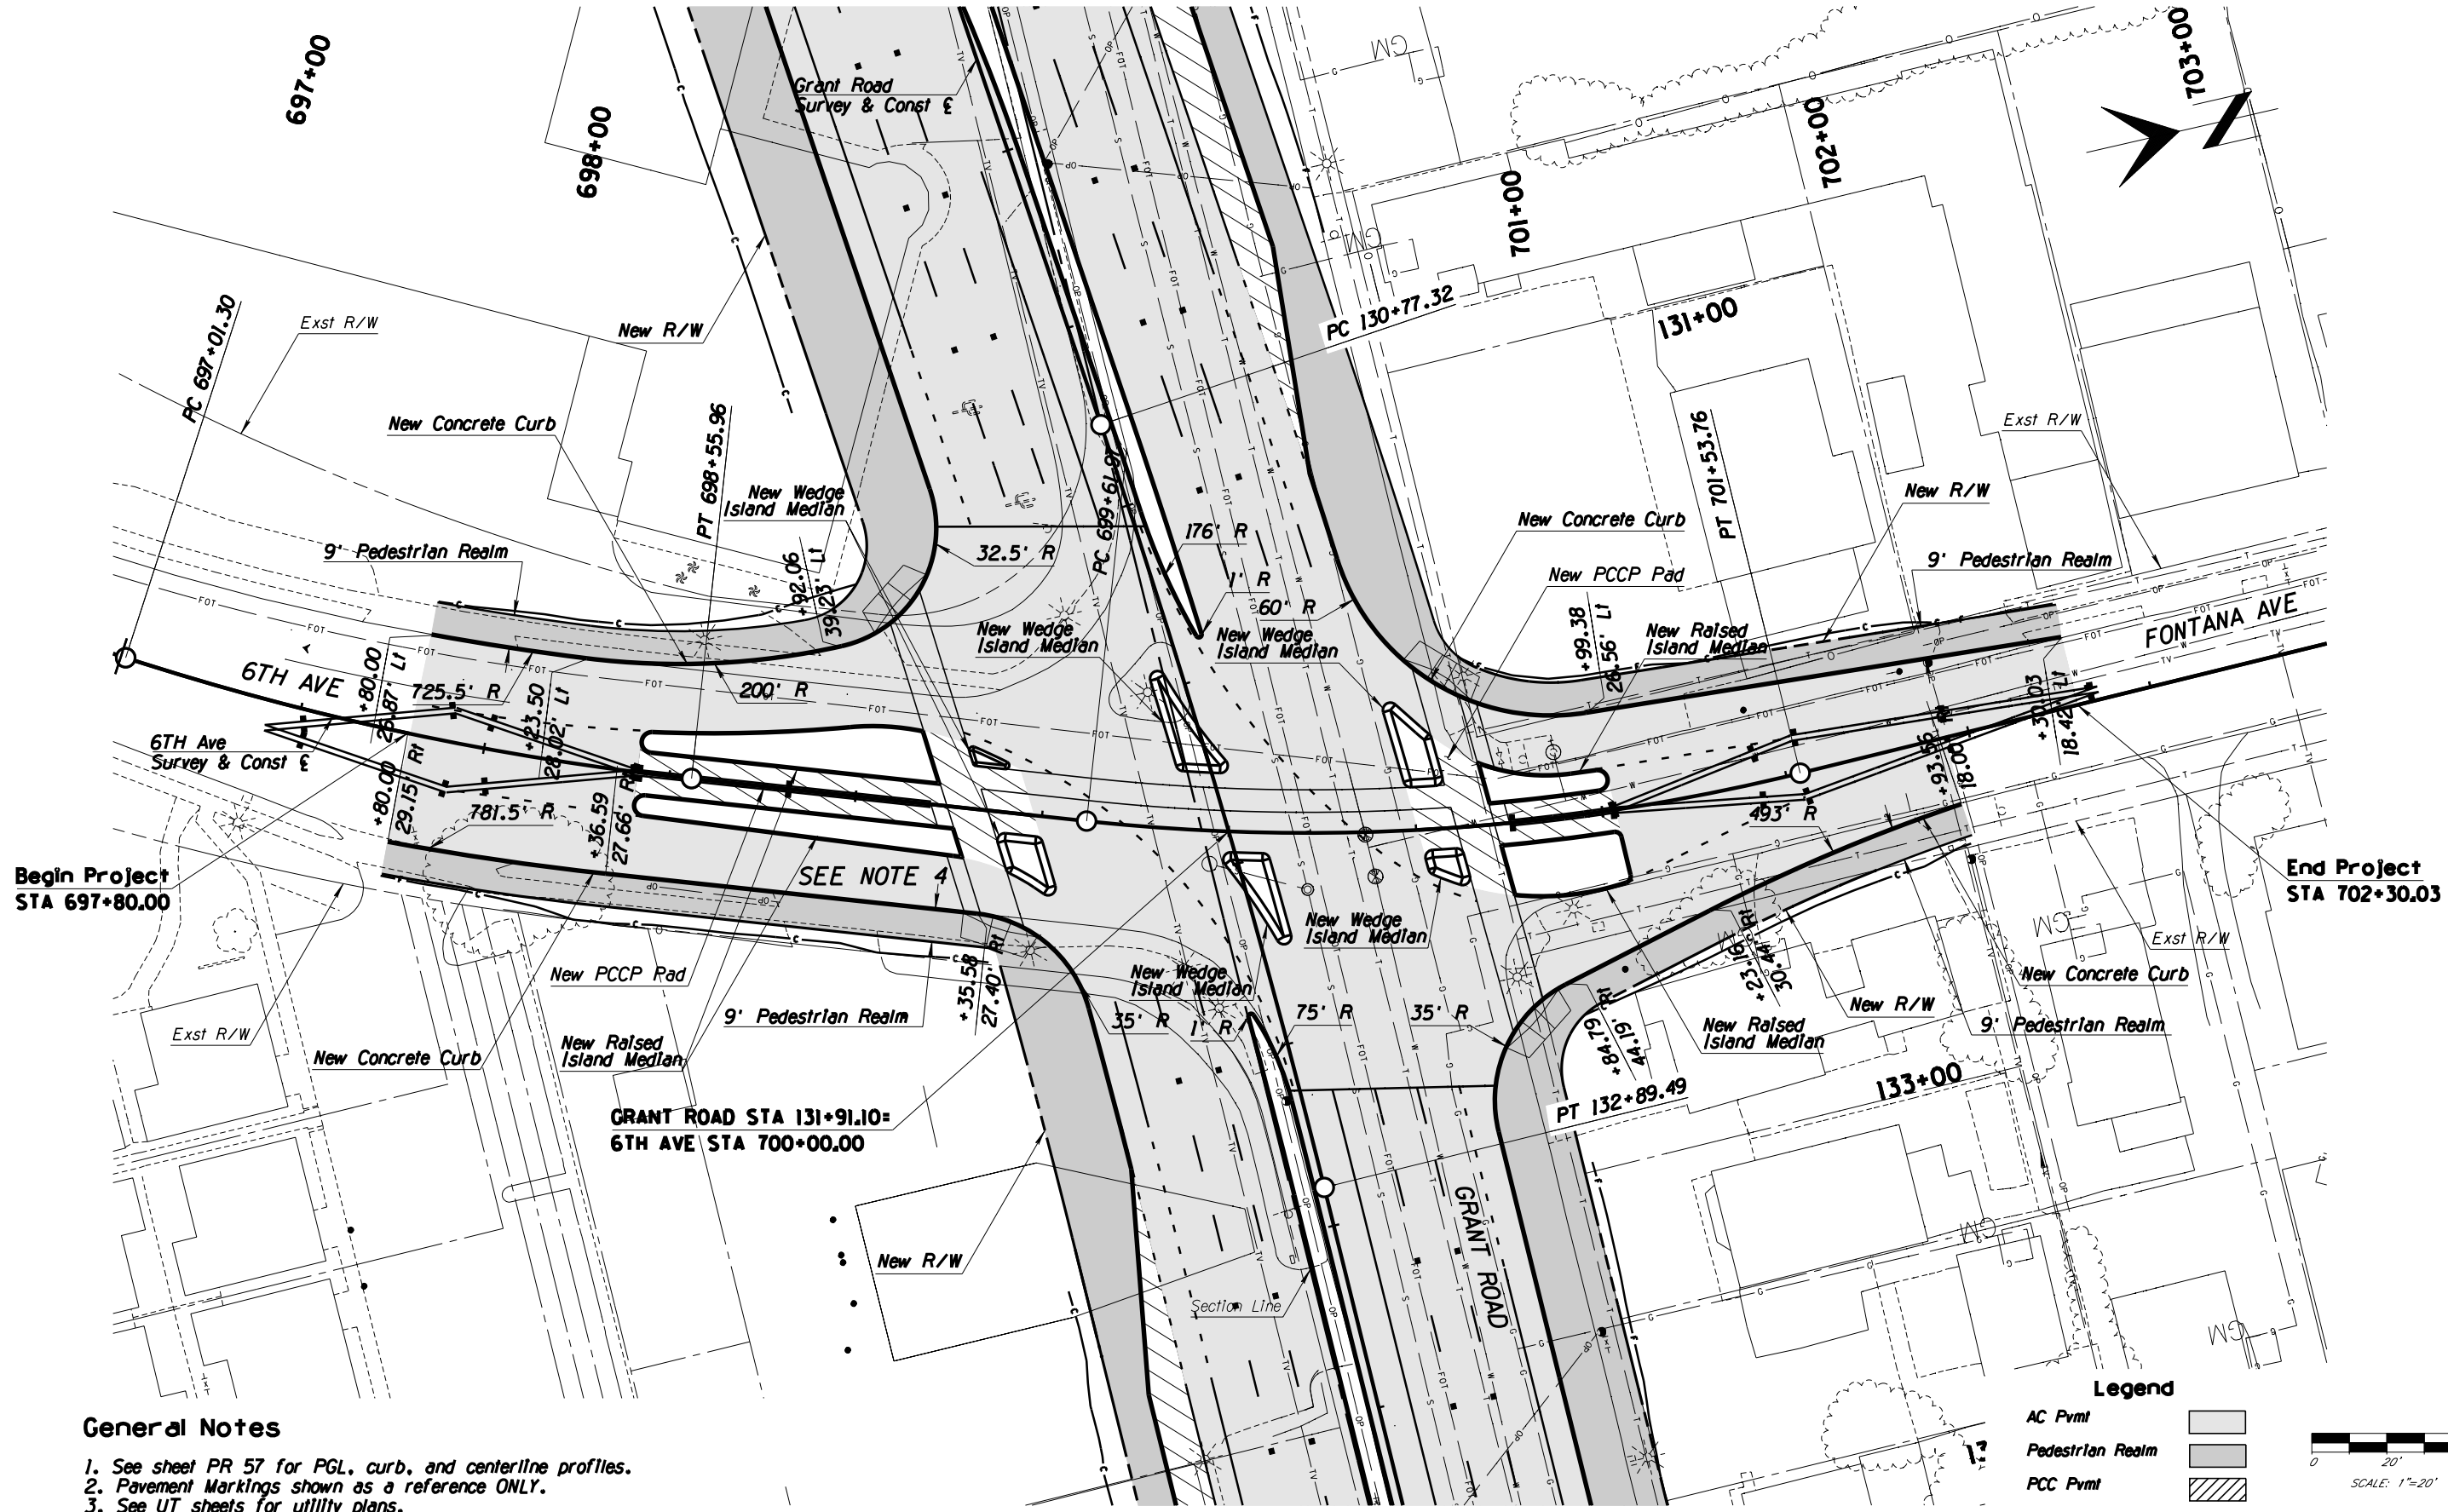 697+00
698+00
701+00
702+00
703+00
Grant Road
Survey & Const ℄
GM
GM
PC 697+01.30
Exst R/W
New R/W
New Concrete Curb
PT 698+55.96
New Wedge
Island Median
9' Pedestrian Realm
+92.06
39.23' Lt
32.5' R
PC 699+61.97
176' R
1' R
60' R
PC 130+77.32
131+00
New Wedge
Island Median
New Wedge
Island Median
New Concrete Curb
New PCCP Pad
+99.38
26.56' Lt
New Raised
Island Median
PT 701+53.76
New R/W
Exst R/W
9' Pedestrian Realm
FONTANA AVE
6TH AVE
+80.00
26.87' Lt
725.5' R
+23.50
28.02' Lt
200' R
6TH Ave
Survey & Const ℄
+80.00
29.15' Rt
781.5' R
+36.59
27.66' Rt
SEE NOTE 4
493' R
+93.56
18.00' Rt
+30.03
18.42' Lt
Begin Project
STA 697+80.00
End Project
STA 702+30.03
New PCCP Pad
9' Pedestrian Realm
+35.58
27.40' Rt
New Wedge
Island Median
New Wedge
Island Median
35' R
1' R
75' R
35' R
+84.79
44.19' Rt
+23.16
30.44' Rt
GM
Exst R/W
New Concrete Curb
New R/W
9' Pedestrian Realm
New Raised
Island Median
Exst R/W
New Concrete Curb
New Raised
Island Median
GRANT ROAD STA 131+91.10=
6TH AVE STA 700+00.00
PT 132+89.49
133+00
New R/W
Section Line
GRANT ROAD
GM
GM
General Notes
1. See sheet PR 57 for PGL, curb, and centerline profiles.
2. Pavement Markings shown as a reference ONLY.
3. See UT sheets for utility plans.
Legend
AC Pvmt
Pedestrian Realm
PCC Pvmt
0 20'
SCALE: 1"=20'